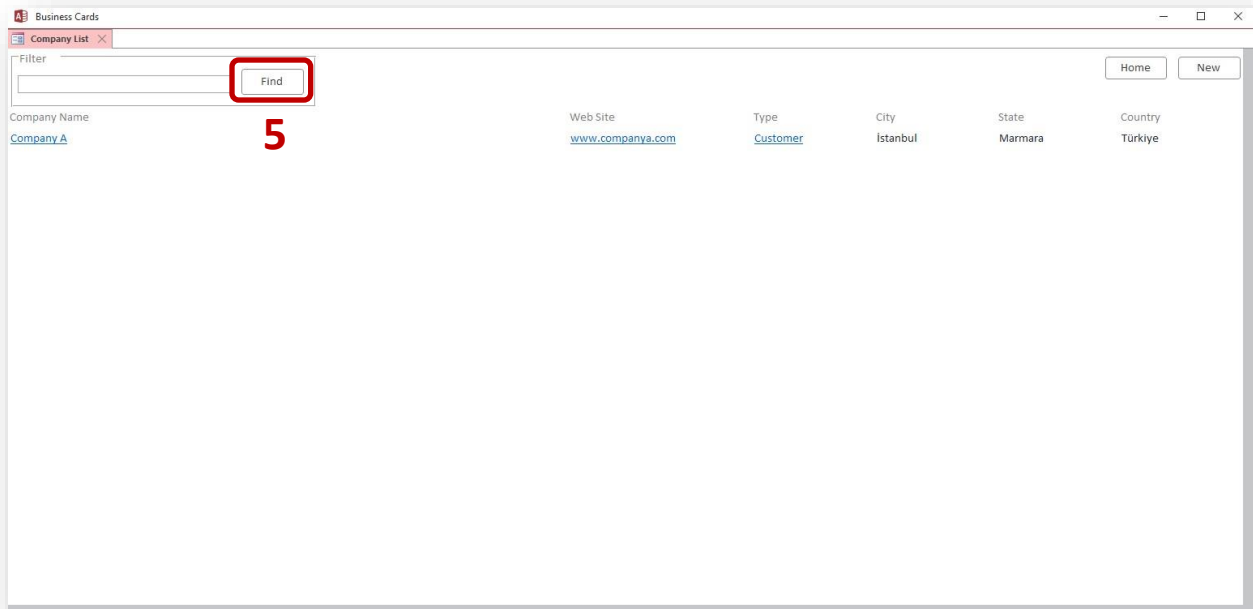 Business Cards
Company List
Filter
Find
Home New
5
Company Name Web Site Type City State Country
Company A www.companya.com Customer İstanbul Marmara Türkiye